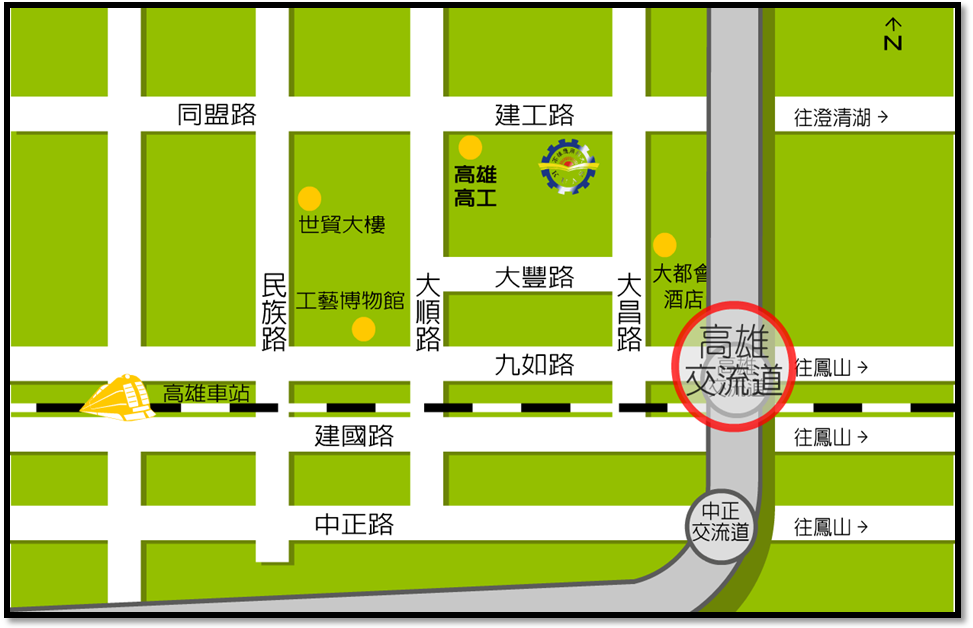 N
同盟路
建工路
往澄清湖→
高雄
高工
世貿大樓
民族路
工藝博物館
大順路
大豐路
大昌路
大都會
酒店
高雄
交流道
九如路
往鳳山→
高雄車站
建國路
往鳳山→
中正路
中正
交流道
往鳳山→